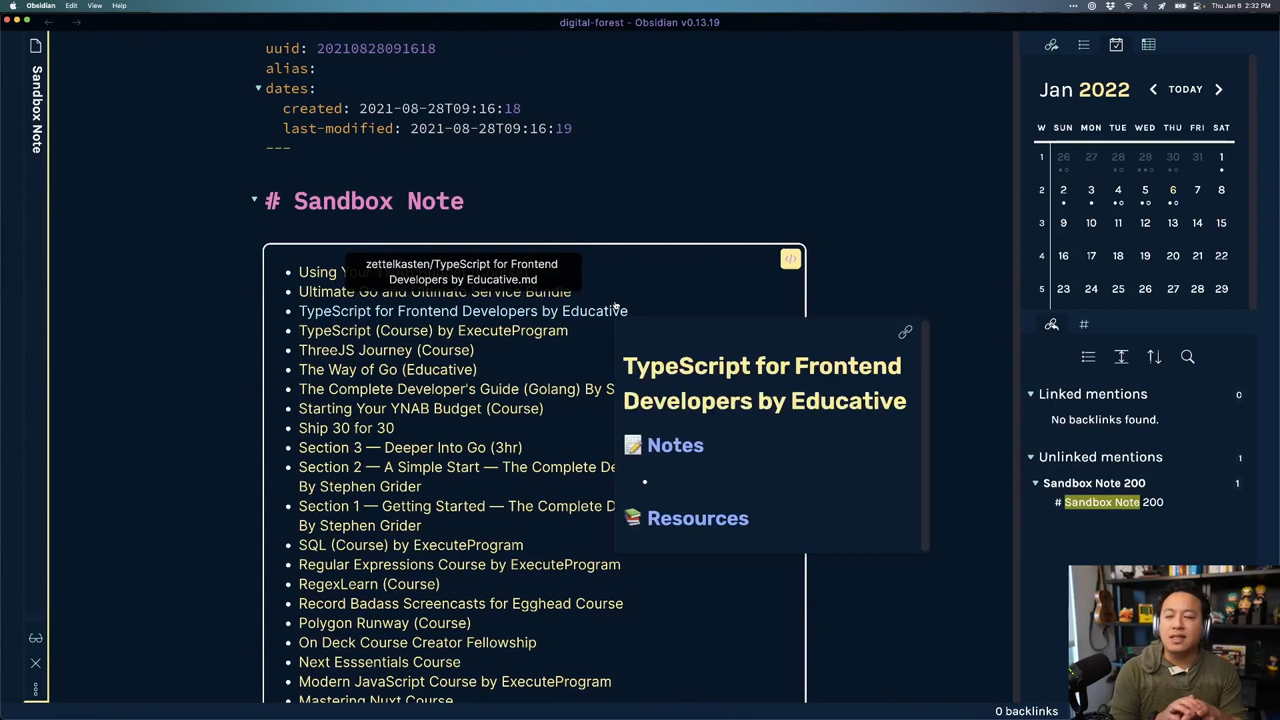 Obsidian Edit View Help
Thu Jan 6 2:32 PM
digital-forest - Obsidian v0.13.19
Sandbox Note
uuid: 20210828091618
alias:
dates:
created: 2021-08-28T09:16:18
last-modified: 2021-08-28T09:16:19
---
# Sandbox Note
</>
zettelkasten/TypeScript for Frontend
Developers by Educative.md
Using Your
Ultimate Go and Ultimate Service Bundle
TypeScript for Frontend Developers by Educative
TypeScript (Course) by ExecuteProgram
ThreeJS Journey (Course)
The Way of Go (Educative)
The Complete Developer's Guide (Golang) By S
Starting Your YNAB Budget (Course)
Ship 30 for 30
Section 3 — Deeper Into Go (3hr)
Section 2 — A Simple Start — The Complete De
By Stephen Grider
Section 1 — Getting Started — The Complete D
By Stephen Grider
SQL (Course) by ExecuteProgram
Regular Expressions Course by ExecuteProgram
RegexLearn (Course)
Record Badass Screencasts for Egghead Course
Polygon Runway (Course)
On Deck Course Creator Fellowship
Next Esssentials Course
Modern JavaScript Course by ExecuteProgram
Mastering Nuxt Course
TypeScript for Frontend
Developers by Educative
Notes
Resources
Jan 2022 TODAY
W SUN MON TUE WED THU FRI SAT
1 26 27 28 29 30 31 1
2 2 3 4 5 6 7 8
3 9 10 11 12 13 14 15
4 16 17 18 19 20 21 22
5 23 24 25 26 27 28 29
#
Linked mentions 0
No backlinks found.
Unlinked mentions 1
Sandbox Note 200 1
# Sandbox Note 200
0 backlinks